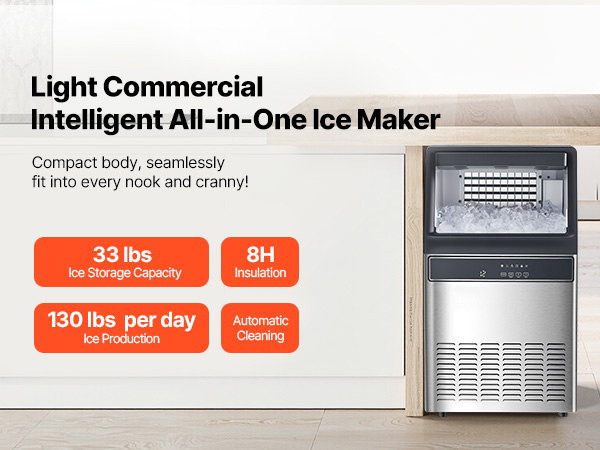 Light Commercial
Intelligent All-in-One Ice Maker
Compact body, seamlessly
fit into every nook and cranny!
33 lbs
Ice Storage Capacity
8H
Insulation
130 lbs per day
Ice Production
Automatic
Cleaning
12